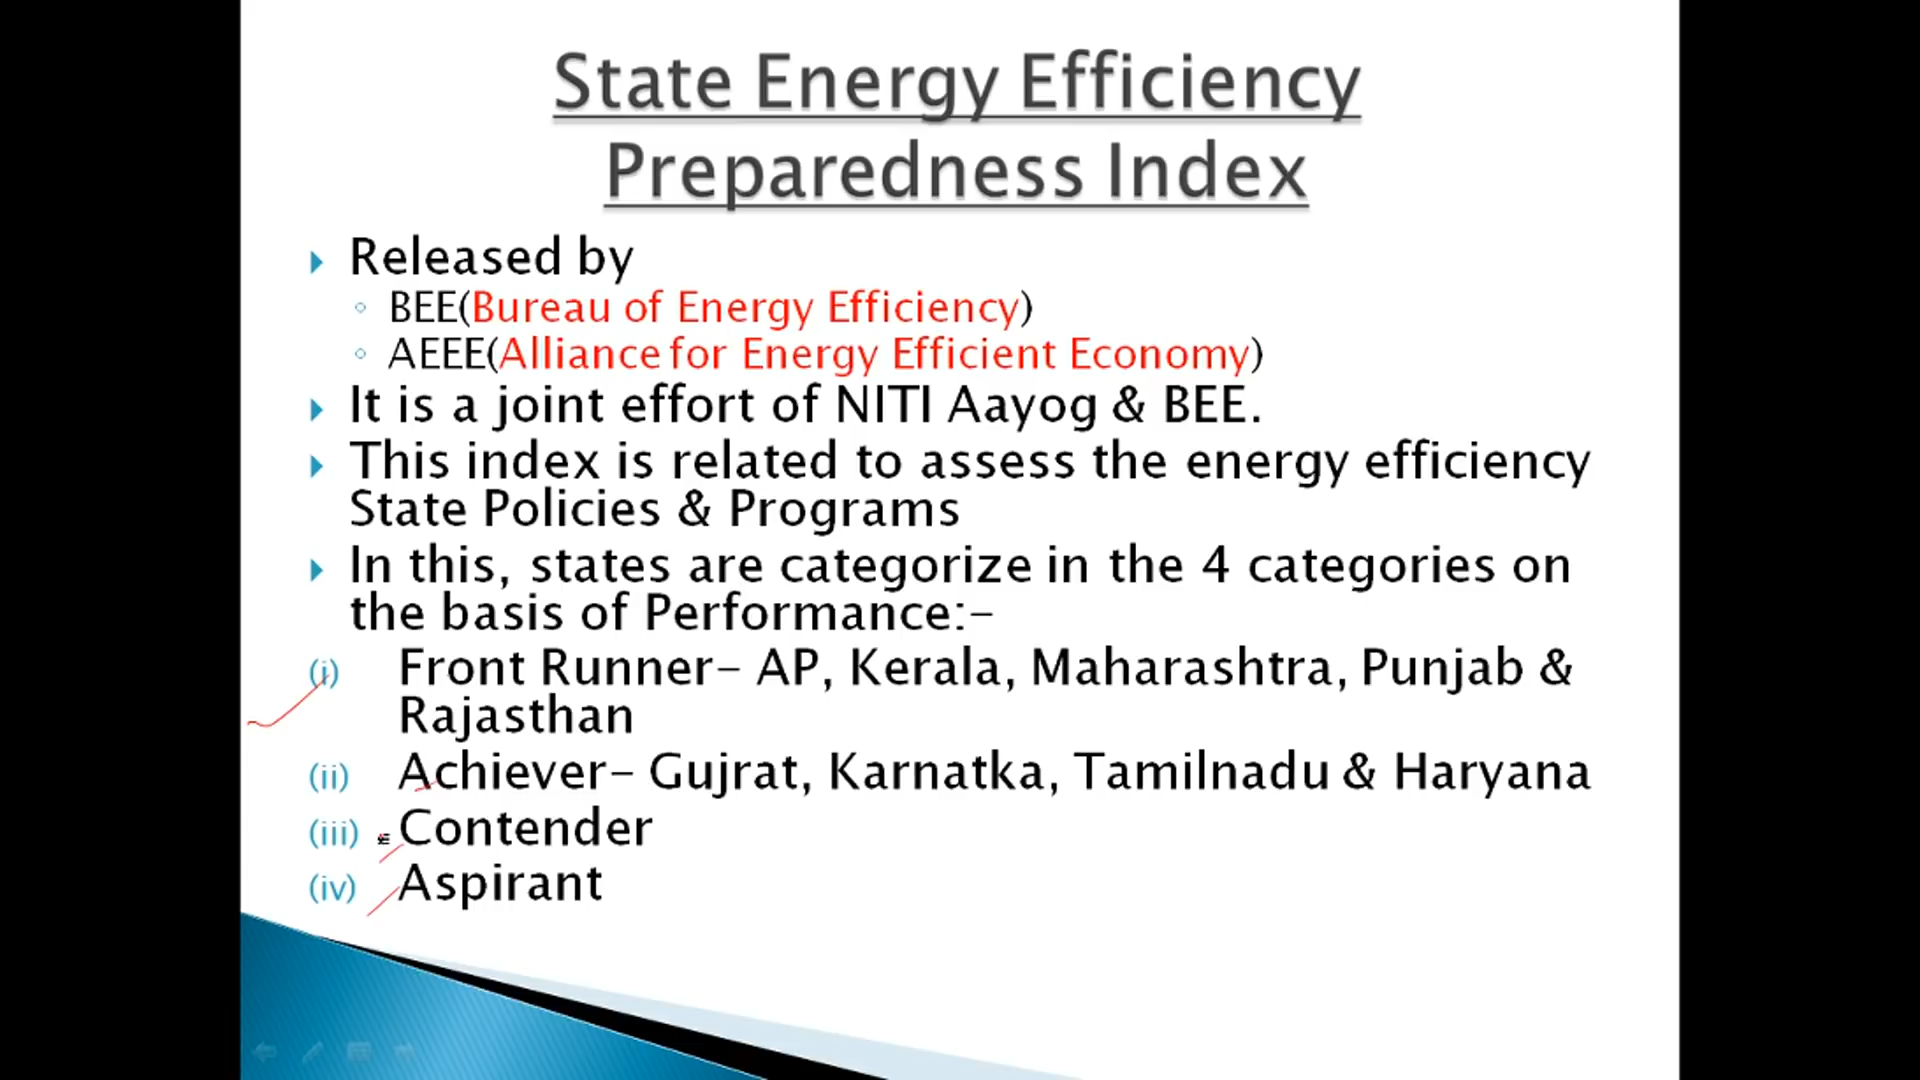 State Energy Efficiency
Preparedness Index
Released by
BEE(Bureau of Energy Efficiency)
AEEE(Alliance for Energy Efficient Economy)
It is a joint effort of NITI Aayog & BEE.
This index is related to assess the energy efficiency
State Policies & Programs
In this, states are categorize in the 4 categories on
the basis of Performance:-
(i) Front Runner- AP, Kerala, Maharashtra, Punjab &
Rajasthan
(ii) Achiever- Gujrat, Karnatka, Tamilnadu & Haryana
(iii) Contender
(iv) Aspirant